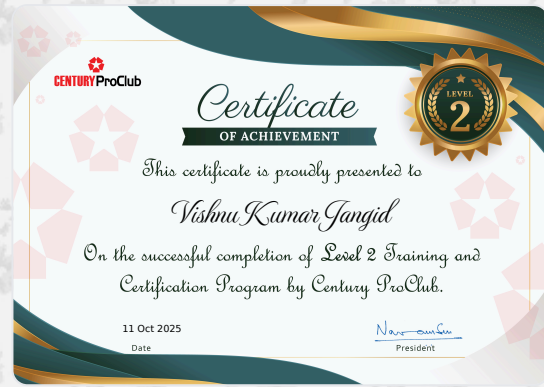 CENTURY ProClub
Certificate
OF ACHIEVEMENT
LEVEL
2
This certificate is proudly presented to
Vishnu Kumar Jangid
On the successful completion of Level 2 Training and
Certification Program by Century ProClub.
11 Oct 2025
Date
President